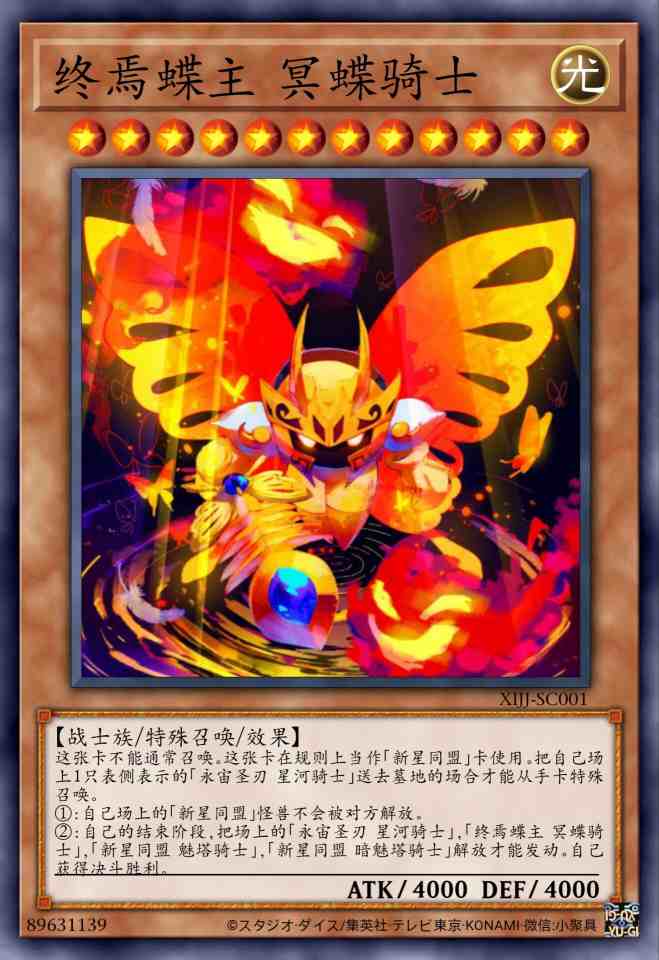 终焉蝶主 冥蝶骑士
光
XIJJ-SC001
【战士族/特殊召唤/效果】
这张卡不能通常召唤。这张卡在规则上当作「新星同盟」卡使用。把自己场
上1只表侧表示的「永宙圣刃 星河骑士」送去墓地的场合才能从手卡特殊
召唤。
①:自己场上的「新星同盟」怪兽不会被对方解放。
②:自己的结束阶段,把场上的「永宙圣刃 星河骑士」,「终焉蝶主 冥蝶骑
士」,「新星同盟 魅塔骑士」,「新星同盟 暗魅塔骑士」解放才能发动。自己
获得决斗胜利。
ATK/4000 DEF/4000
89631139
©スタジオ·ダイス/集英社·テレビ東京·KONAMI·微信:小聚具